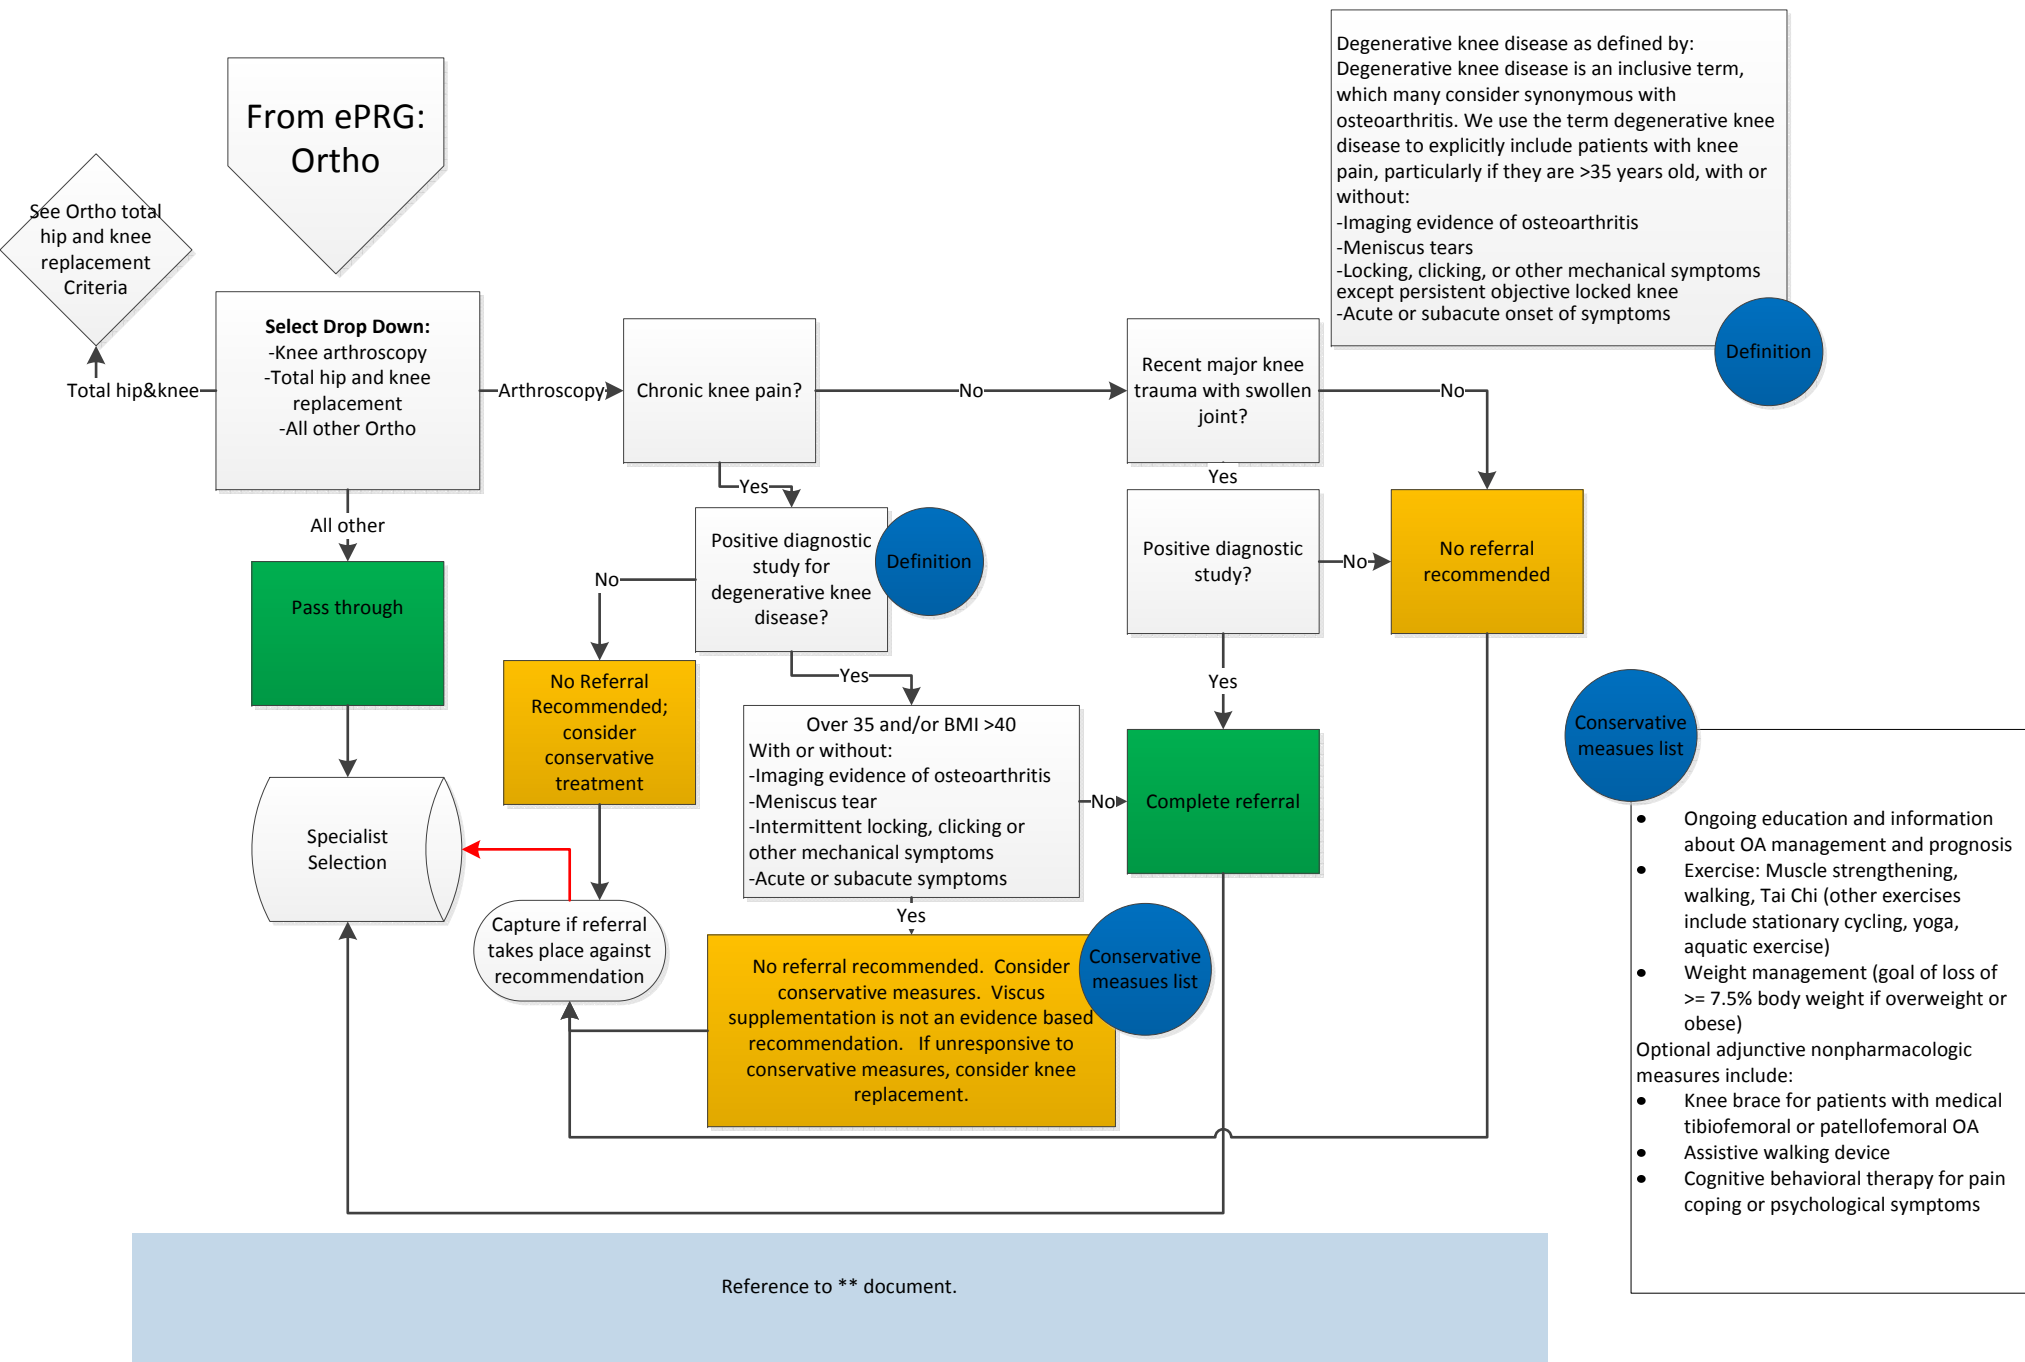 From ePRG:
Ortho
See Ortho total
hip and knee
replacement
Criteria
Total hip&knee
Select Drop Down:
-Knee arthroscopy
-Total hip and knee
replacement
-All other Ortho
Arthroscopy
Chronic knee pain?
No
Recent major knee
trauma with swollen
joint?
No
Degenerative knee disease as defined by:
Degenerative knee disease is an inclusive term,
which many consider synonymous with
osteoarthritis. We use the term degenerative knee
disease to explicitly include patients with knee
pain, particularly if they are >35 years old, with or
without:
-Imaging evidence of osteoarthritis
-Meniscus tears
-Locking, clicking, or other mechanical symptoms
except persistent objective locked knee
-Acute or subacute onset of symptoms
Definition
All other
Yes
Yes
Pass through
No
Positive diagnostic
study for
degenerative knee
disease?
Definition
Positive diagnostic
study?
No
No referral
recommended
No Referral
Recommended;
consider
conservative
treatment
Yes
Yes
Over 35 and/or BMI >40
With or without:
-Imaging evidence of osteoarthritis
-Meniscus tear
-Intermittent locking, clicking or
other mechanical symptoms
-Acute or subacute symptoms
No
Complete referral
Specialist
Selection
Capture if referral
takes place against
recommendation
Yes
No referral recommended.  Consider
conservative measures.  Viscus
supplementation is not an evidence based
recommendation.   If unresponsive to
conservative measures, consider knee
replacement.
Conservative
measues list
Conservative
measues list
• Ongoing education and information
about OA management and prognosis
• Exercise: Muscle strengthening,
walking, Tai Chi (other exercises
include stationary cycling, yoga,
aquatic exercise)
• Weight management (goal of loss of
>= 7.5% body weight if overweight or
obese)
Optional adjunctive nonpharmacologic
measures include:
• Knee brace for patients with medical
tibiofemoral or patellofemoral OA
• Assistive walking device
• Cognitive behavioral therapy for pain
coping or psychological symptoms
Reference to ** document.